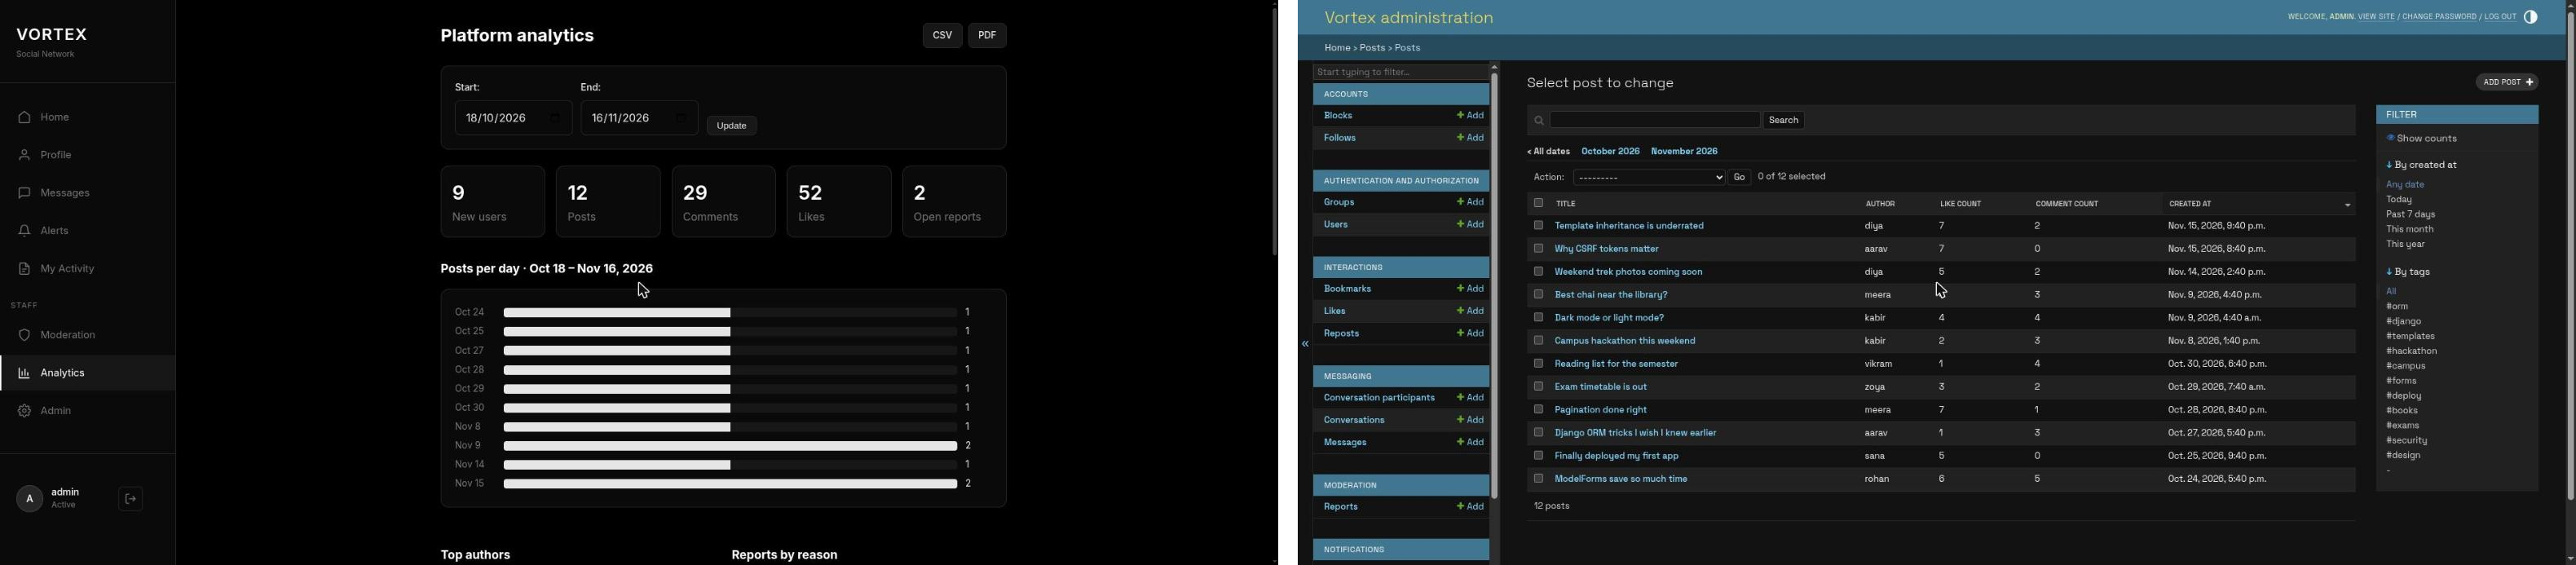 VORTEX
Social Network
Home
Profile
Messages
Alerts
My Activity
STAFF
Moderation
Analytics
Admin
A
admin
Active
Platform analytics
CSV PDF
Start: End:
18/10/2026 16/11/2026 Update
9 12 29 52 2
New users Posts Comments Likes Open reports
Posts per day · Oct 18 – Nov 16, 2026
Oct 24 1
Oct 25 1
Oct 27 1
Oct 28 1
Oct 29 1
Oct 30 1
Nov 8 1
Nov 9 2
Nov 14 1
Nov 15 2
Top authors Reports by reason
Vortex administration
WELCOME, ADMIN. VIEW SITE / CHANGE PASSWORD / LOG OUT
Home › Posts › Posts
Start typing to filter...
ACCOUNTS
Blocks + Add
Follows + Add
AUTHENTICATION AND AUTHORIZATION
Groups + Add
Users + Add
INTERACTIONS
Bookmarks + Add
Likes + Add
Reposts + Add
MESSAGING
Conversation participants + Add
Conversations + Add
Messages + Add
MODERATION
Reports + Add
NOTIFICATIONS
«
Select post to change
ADD POST +
Search
‹ All dates October 2026 November 2026
Action: --------- Go 0 of 12 selected
TITLE AUTHOR LIKE COUNT COMMENT COUNT CREATED AT
Template inheritance is underrated diya 7 2 Nov. 15, 2026, 9:40 p.m.
Why CSRF tokens matter aarav 7 0 Nov. 15, 2026, 8:40 p.m.
Weekend trek photos coming soon diya 5 2 Nov. 14, 2026, 2:40 p.m.
Best chai near the library? meera 3 Nov. 9, 2026, 4:40 p.m.
Dark mode or light mode? kabir 4 4 Nov. 9, 2026, 4:40 a.m.
Campus hackathon this weekend kabir 2 3 Nov. 8, 2026, 1:40 p.m.
Reading list for the semester vikram 1 4 Oct. 30, 2026, 6:40 p.m.
Exam timetable is out zoya 3 2 Oct. 29, 2026, 7:40 a.m.
Pagination done right meera 7 1 Oct. 28, 2026, 8:40 p.m.
Django ORM tricks I wish I knew earlier aarav 1 3 Oct. 27, 2026, 5:40 p.m.
Finally deployed my first app sana 5 0 Oct. 25, 2026, 9:40 p.m.
ModelForms save so much time rohan 6 5 Oct. 24, 2026, 5:40 p.m.
12 posts
FILTER
Show counts
↓ By created at
Any date
Today
Past 7 days
This month
This year
↓ By tags
All
#orm
#django
#templates
#hackathon
#campus
#forms
#deploy
#books
#exams
#security
#design
-